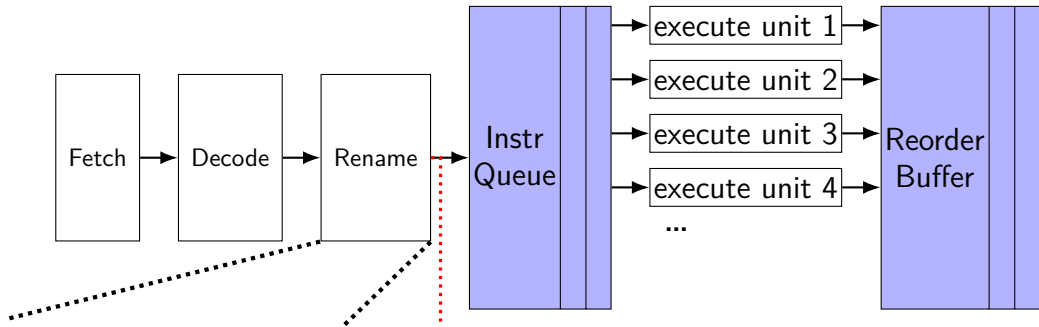 Fetch
Decode
Rename
Instr
Queue
execute unit 1
execute unit 2
execute unit 3
execute unit 4
...
Reorder
Buffer